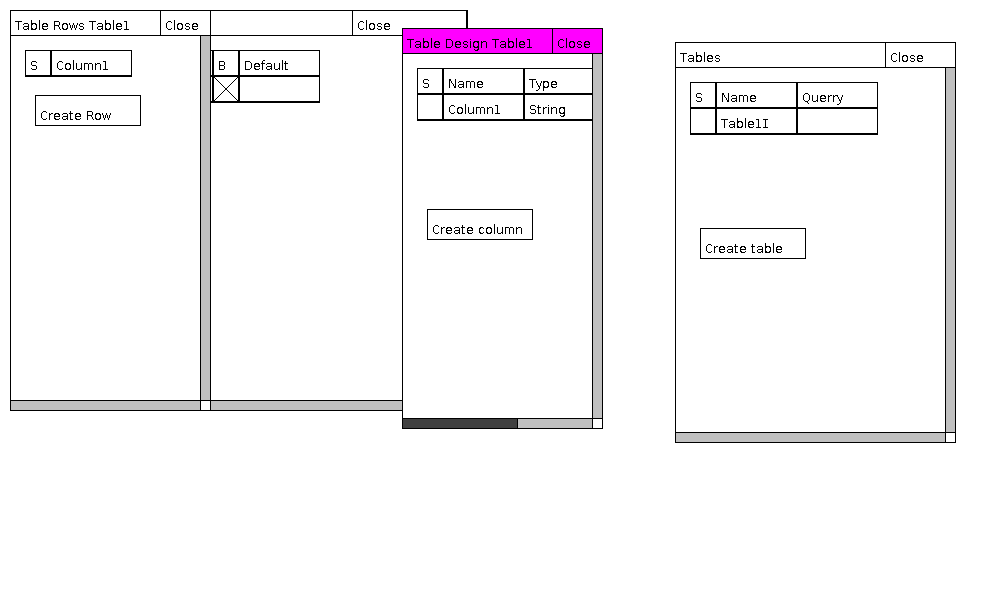 Table Rows Table1 Close
S Column1
Create Row
Close
B Default
Table Design Table1 Close
S Name Type
Column1 String
Create column
Tables Close
S Name Querry
Table1I
Create table